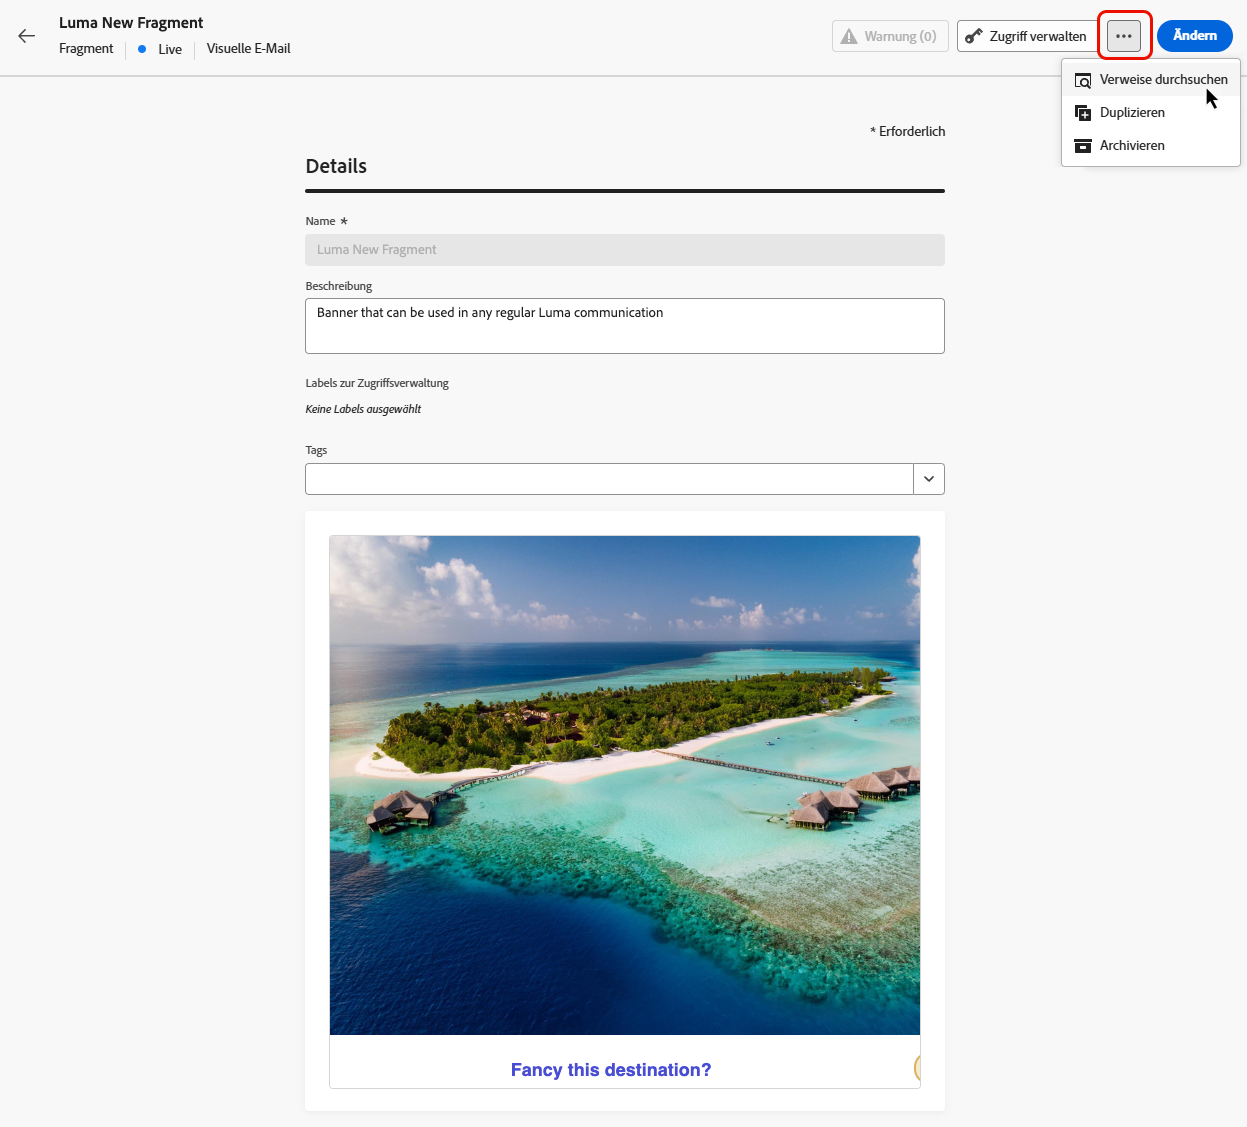 Luma New Fragment
Fragment
Live
Visuelle E-Mail
Warnung (0)
Zugriff verwalten
Ändern
Verweise durchsuchen
Duplizieren
Archivieren
* Erforderlich
Details
Name *
Luma New Fragment
Beschreibung
Banner that can be used in any regular Luma communication
Labels zur Zugriffsverwaltung
Keine Labels ausgewählt
Tags
Fancy this destination?